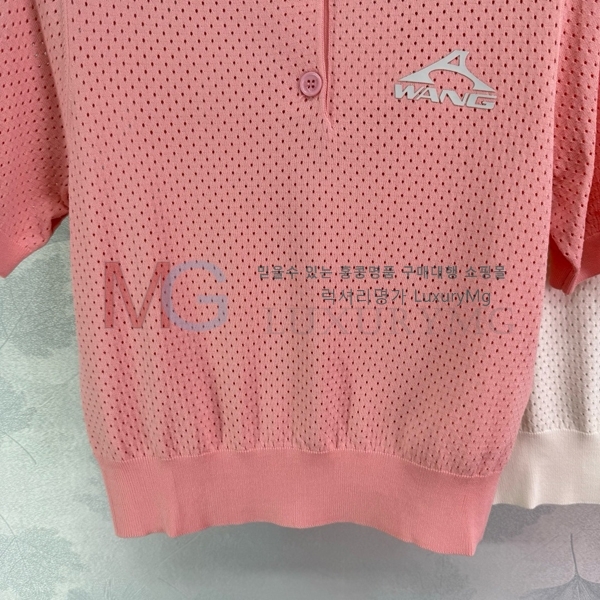 A
WANG
MG
믿을수 있는 홍콩명품 구매대행 쇼핑몰
럭셔리명가 LuxuryMg
LUXURYMG